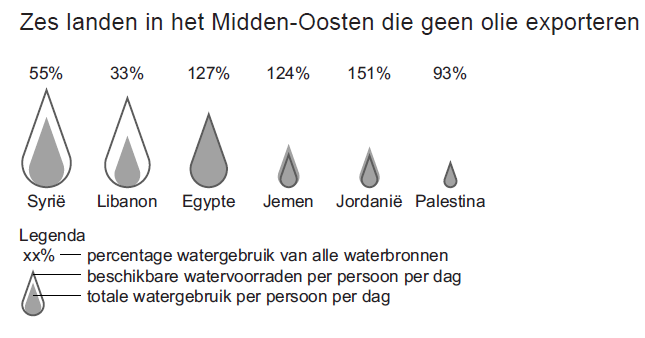 Zes landen in het Midden-Oosten die geen olie exporteren
55% 33% 127% 124% 151% 93%
Syrië Libanon Egypte Jemen Jordanië Palestina
Legenda
xx% percentage watergebruik van alle waterbronnen
beschikbare watervoorraden per persoon per dag
totale watergebruik per persoon per dag